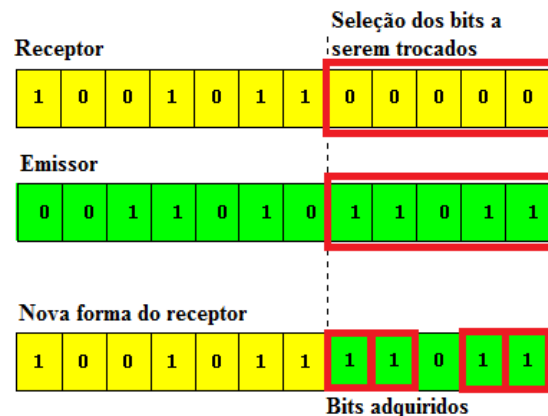 Seleção dos bits a
serem trocados
Receptor
1 0 0 1 0 1 1 0 0 0 0 0
Emissor
0 0 1 1 0 1 0 1 1 0 1 1
Nova forma do receptor
1 0 0 1 0 1 1 1 1 0 1 1
Bits adquiridos